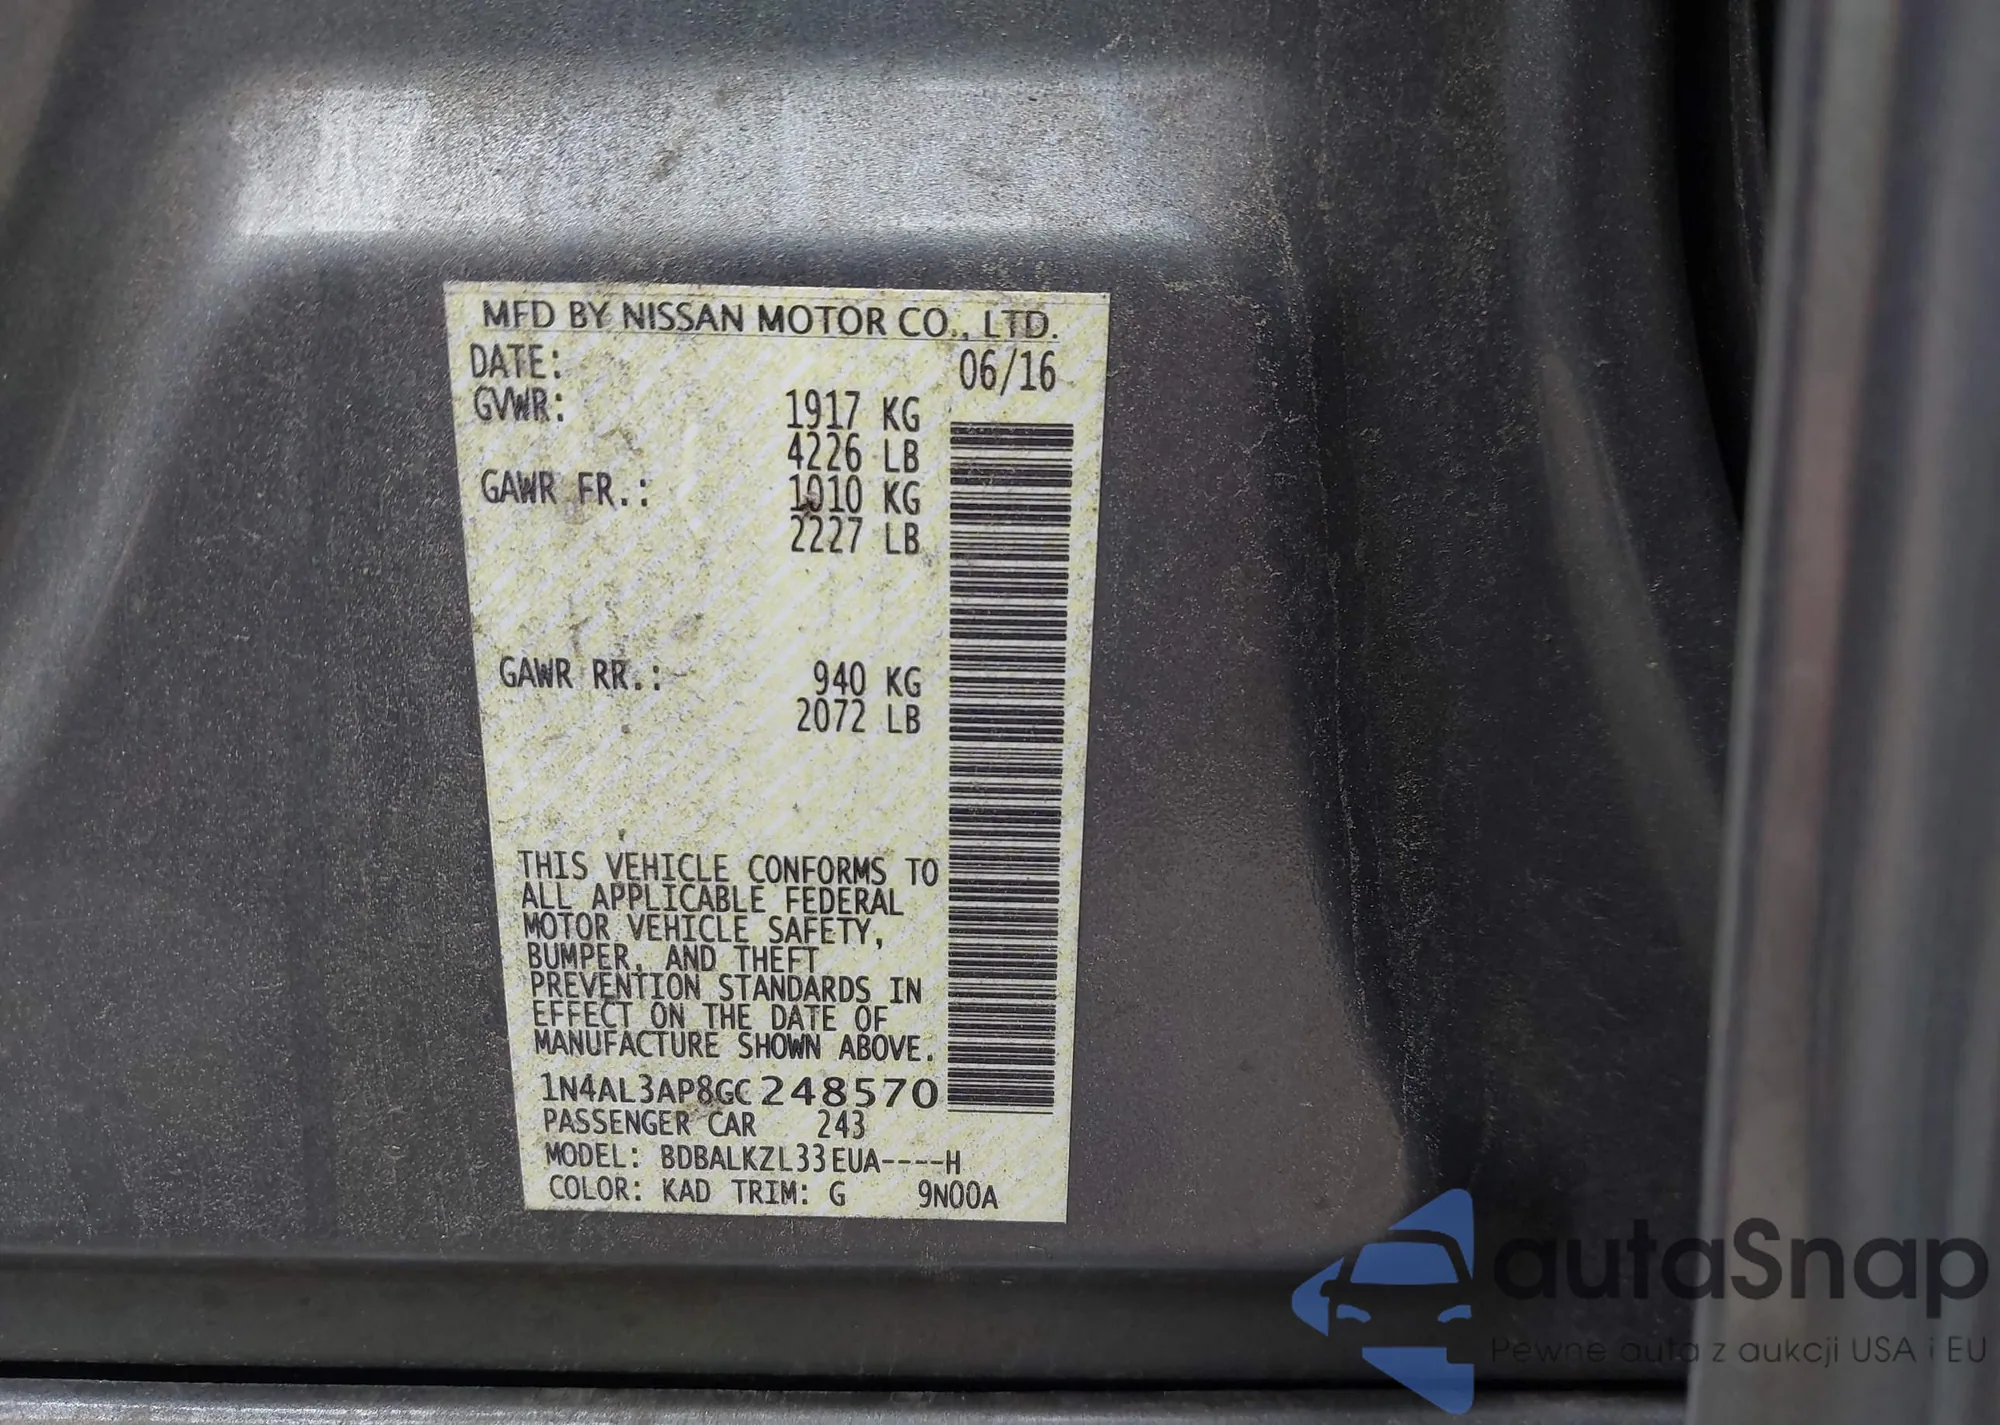 MFD BY NISSAN MOTOR CO., LTD.
DATE: 06/16
GVWR: 1917 KG
4226 LB
GAWR FR.: 1010 KG
2227 LB
GAWR RR.: 940 KG
2072 LB
THIS VEHICLE CONFORMS TO
ALL APPLICABLE FEDERAL
MOTOR VEHICLE SAFETY,
BUMPER, AND THEFT
PREVENTION STANDARDS IN
EFFECT ON THE DATE OF
MANUFACTURE SHOWN ABOVE.
1N4AL3AP8GC248570
PASSENGER CAR 243
MODEL: BDBALKZL33EUA----H
COLOR: KAD TRIM: G 9N00A
autaSnap
Pewne auta z aukcji USA i EU